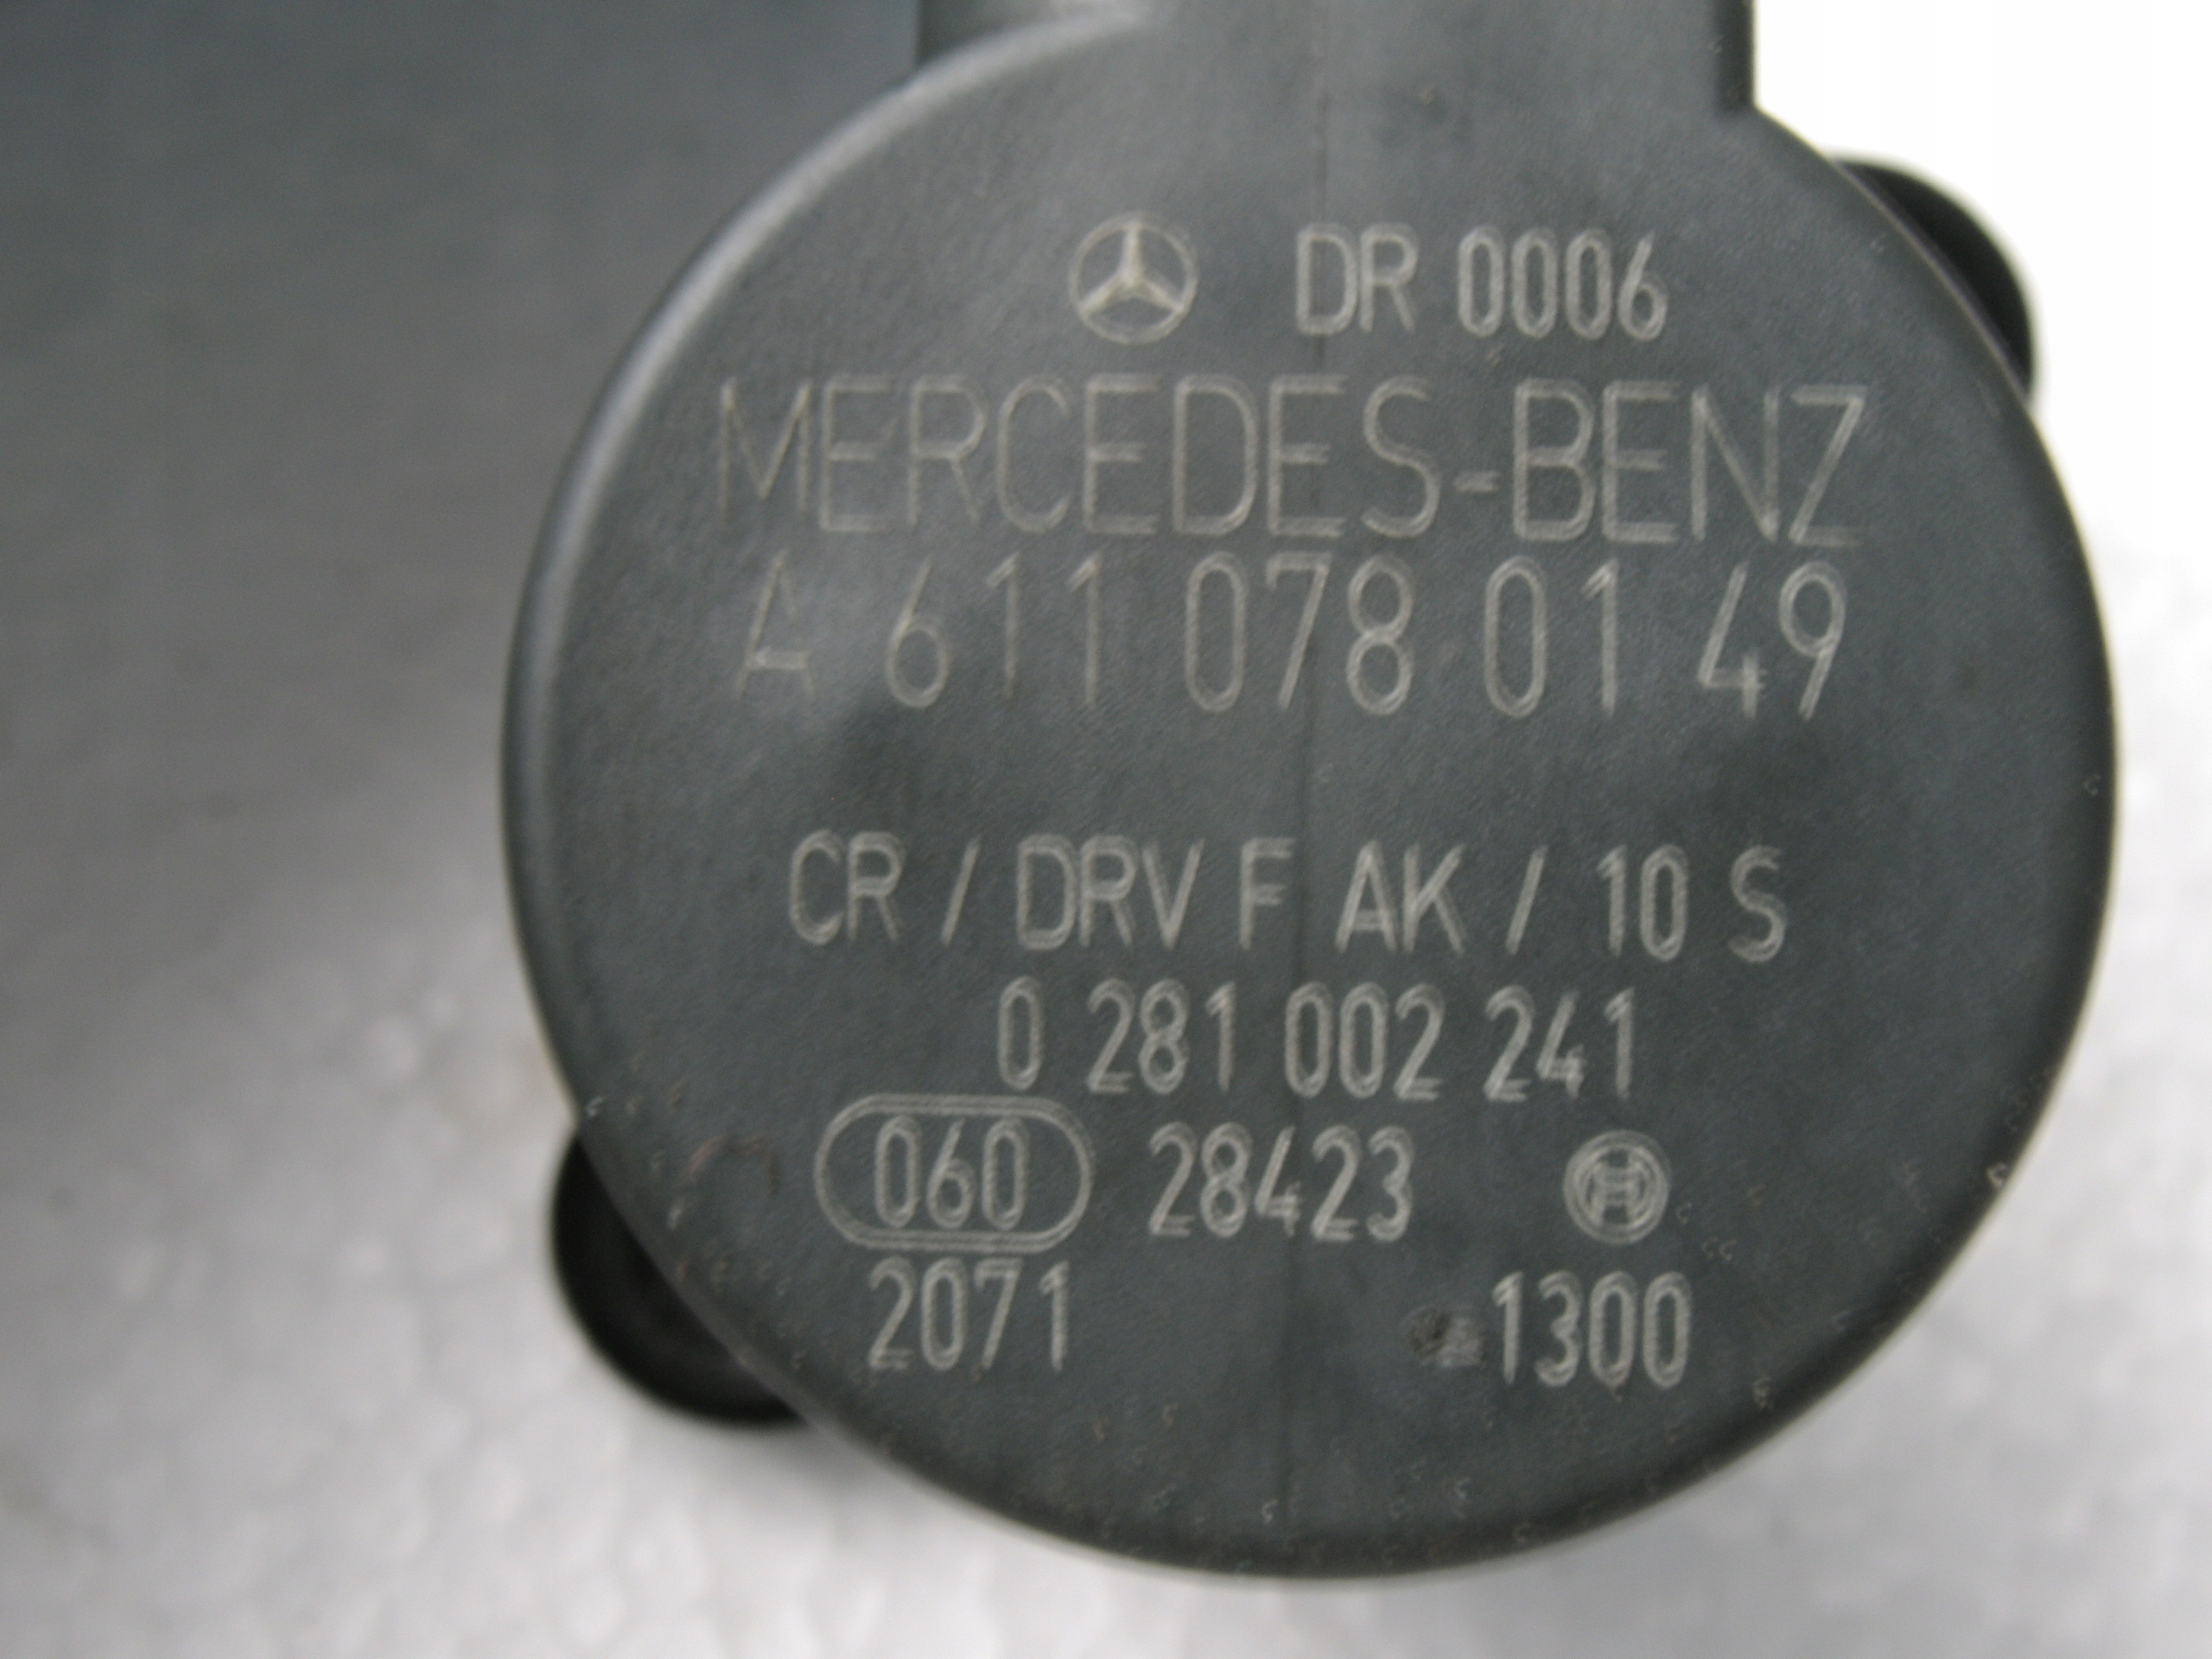 DR 0006
MERCEDES-BENZ
A 611 078 01 49
CR / DRV F AK / 10 S
0 281 002 241
060 28423
2071 1300